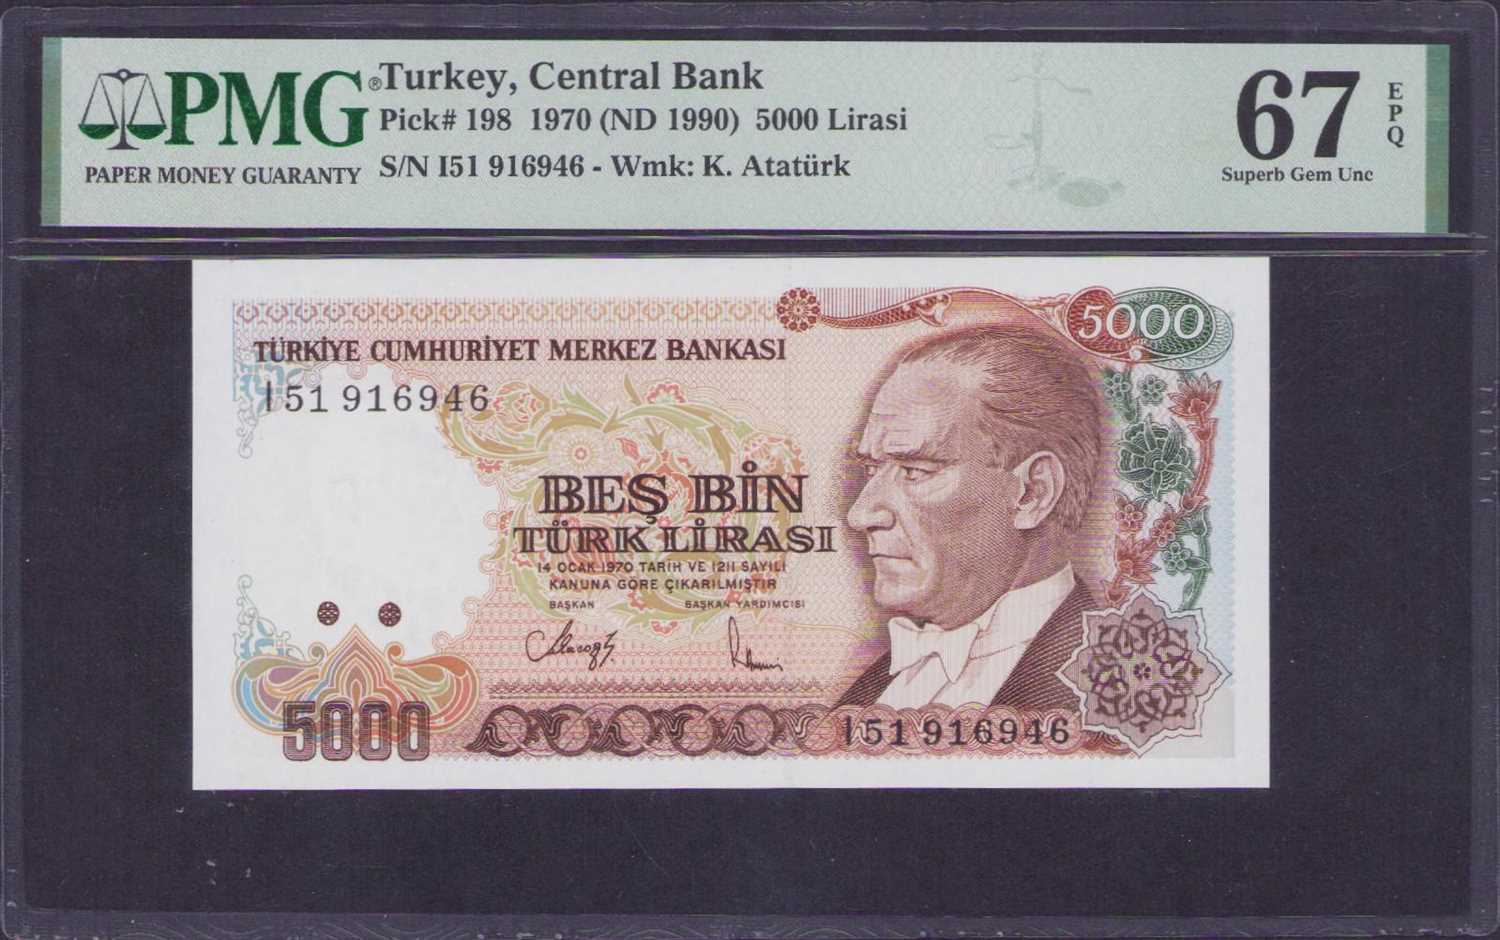 PMG®
PAPER MONEY GUARANTY
Turkey, Central Bank
Pick# 198 1970 (ND 1990) 5000 Lirasi
S/N I51 916946 - Wmk: K. Atatürk
67
EPQ
Superb Gem Unc
5000
TÜRKİYE CUMHURİYET MERKEZ BANKASI
I51 916946
BEŞ BİN
TÜRK LİRASI
14 OCAK 1970 TARİH VE 1211 SAYILI
KANUNA GÖRE ÇIKARILMIŞTIR
BAŞKAN BAŞKAN YARDIMCISI
5000
I51 916946